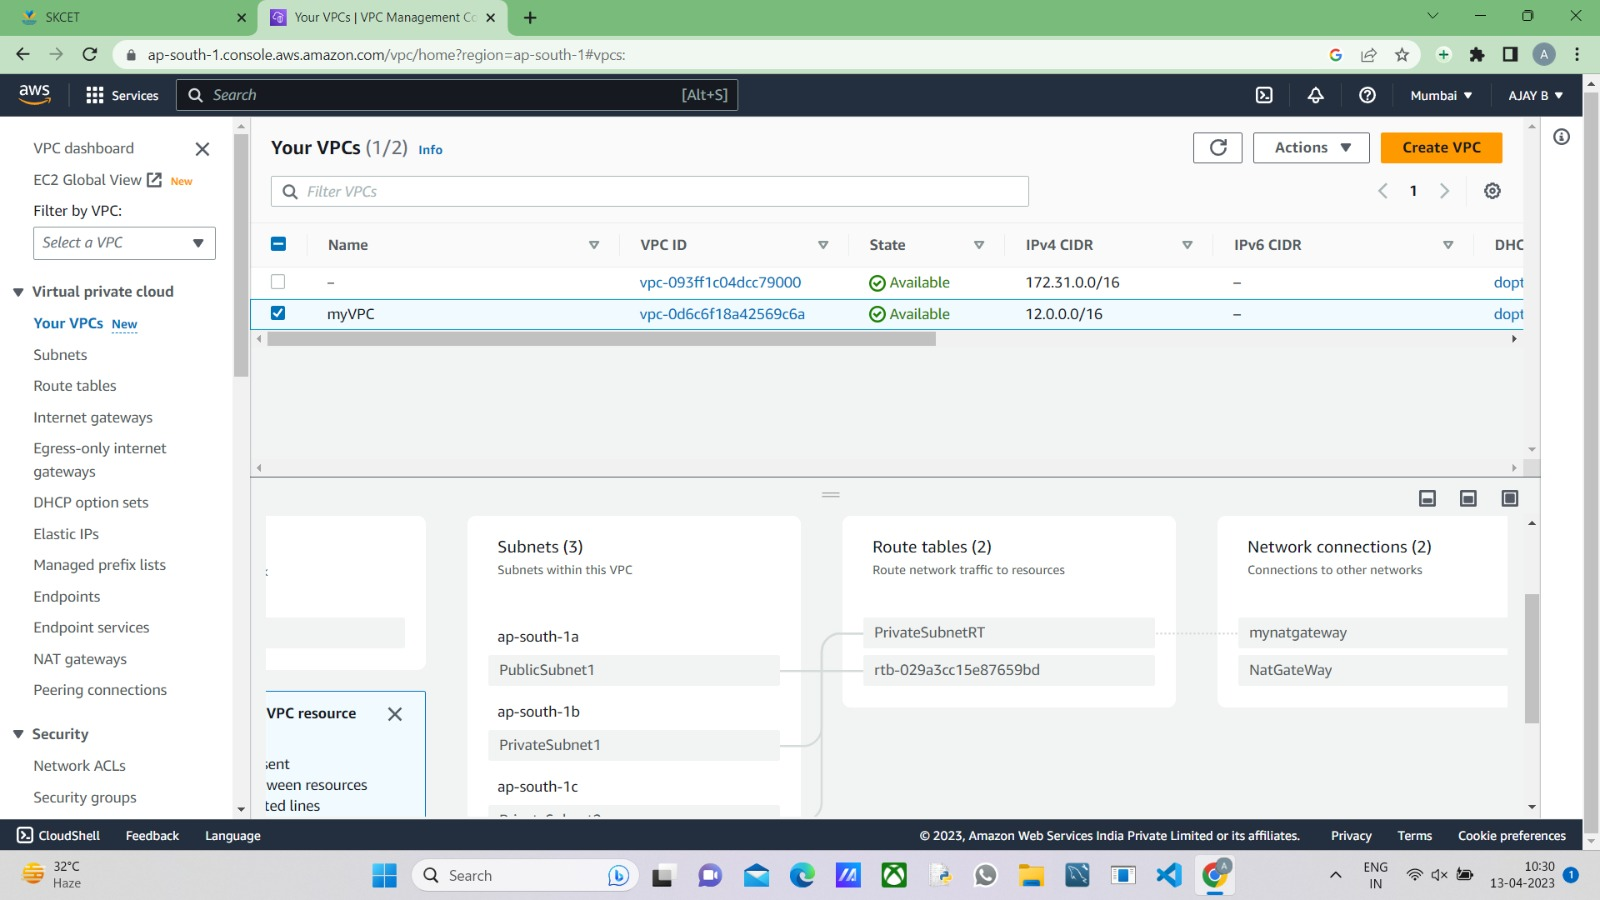 SKCET
Your VPCs | VPC Management Co
ap-south-1.console.aws.amazon.com/vpc/home?region=ap-south-1#vpcs:
A
aws
Services
Search
[Alt+S]
Mumbai
AJAY B
VPC dashboard
EC2 Global View New
Filter by VPC:
Select a VPC
Virtual private cloud
Your VPCs New
Subnets
Route tables
Internet gateways
Egress-only internet
gateways
DHCP option sets
Elastic IPs
Managed prefix lists
Endpoints
Endpoint services
NAT gateways
Peering connections
Security
Network ACLs
Security groups
Your VPCs (1/2) Info
Actions
Create VPC
Filter VPCs
1
Name VPC ID State IPv4 CIDR IPv6 CIDR DHC
– vpc-093ff1c04dcc79000 Available 172.31.0.0/16 – dopt
myVPC vpc-0d6c6f18a42569c6a Available 12.0.0.0/16 – dopt
VPC resource
sent
ween resources
ted lines
Subnets (3)
Subnets within this VPC
ap-south-1a
PublicSubnet1
ap-south-1b
PrivateSubnet1
ap-south-1c
Route tables (2)
Route network traffic to resources
PrivateSubnetRT
rtb-029a3cc15e87659bd
Network connections (2)
Connections to other networks
mynatgateway
NatGateWay
CloudShell Feedback Language © 2023, Amazon Web Services India Private Limited or its affiliates. Privacy Terms Cookie preferences
32°C
Haze
Search
A
ENG
IN
10:30
13-04-2023
1